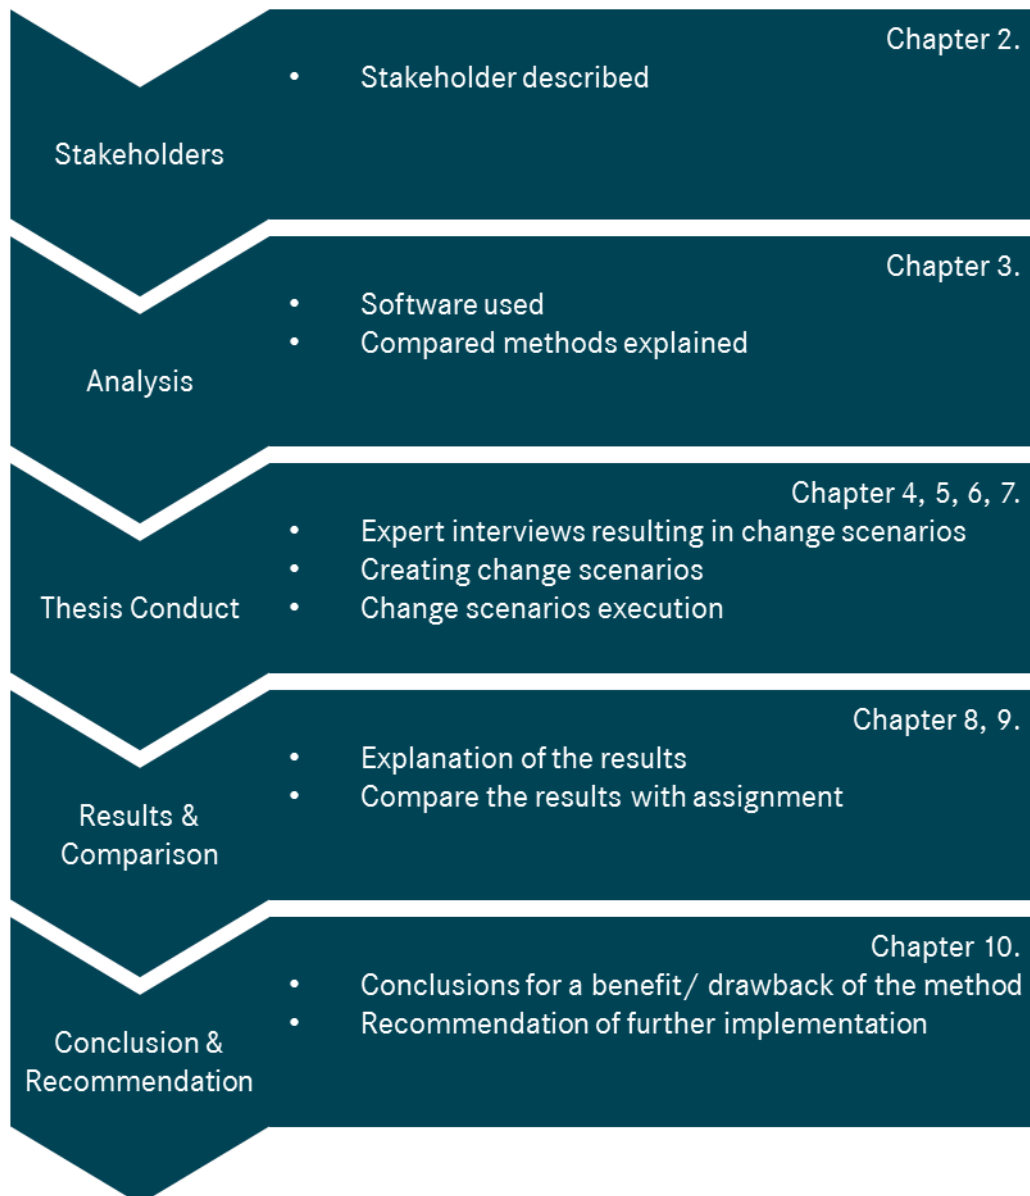 Chapter 2.
• Stakeholder described
Stakeholders
Chapter 3.
• Software used
• Compared methods explained
Analysis
Chapter 4, 5, 6, 7.
• Expert interviews resulting in change scenarios
• Creating change scenarios
• Change scenarios execution
Thesis Conduct
Chapter 8, 9.
• Explanation of the results
• Compare the results with assignment
Results &
Comparison
Chapter 10.
• Conclusions for a benefit/ drawback of the method
• Recommendation of further implementation
Conclusion &
Recommendation